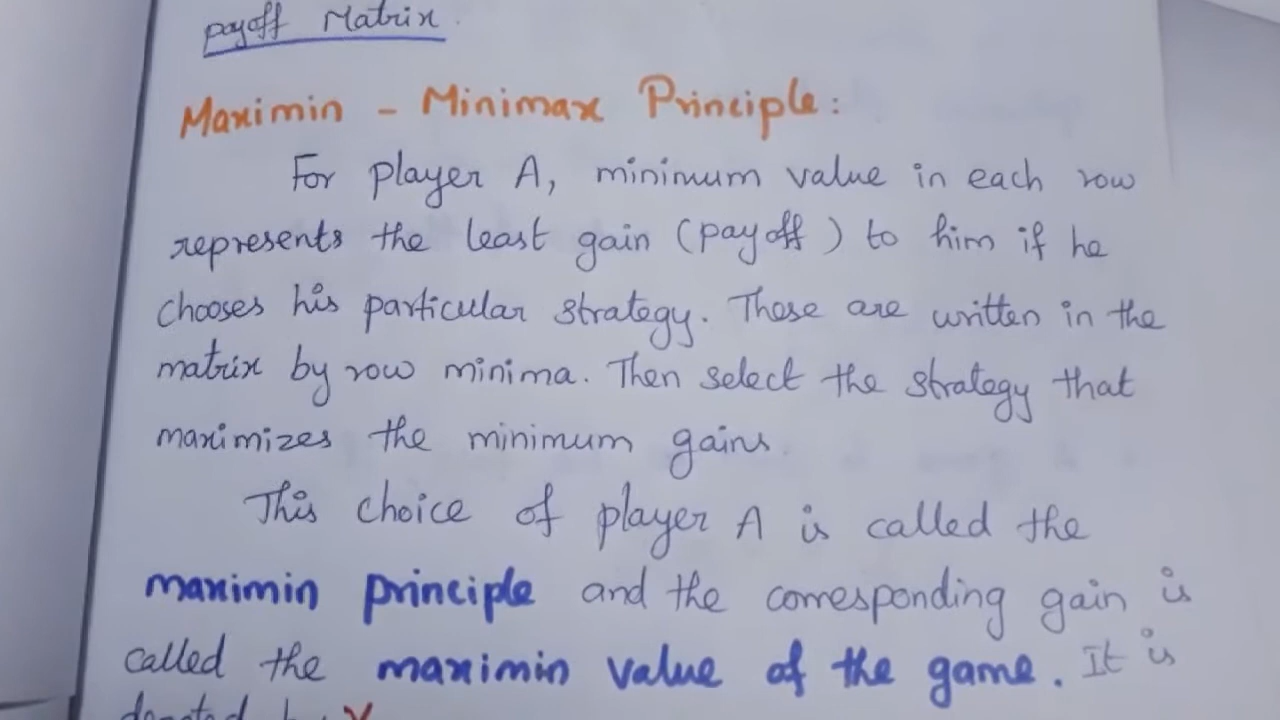 payoff Matrix.
Maximin - Minimax Principle:
For player A, minimum value in each row
represents the least gain (payoff) to him if he
chooses his particular strategy. These are written in the
matrix by row minima. Then select the strategy that
maximizes the minimum gains.
This choice of player A is called the
maximin principle and the corresponding gain is
called the maximin value of the game. It is
denoted by